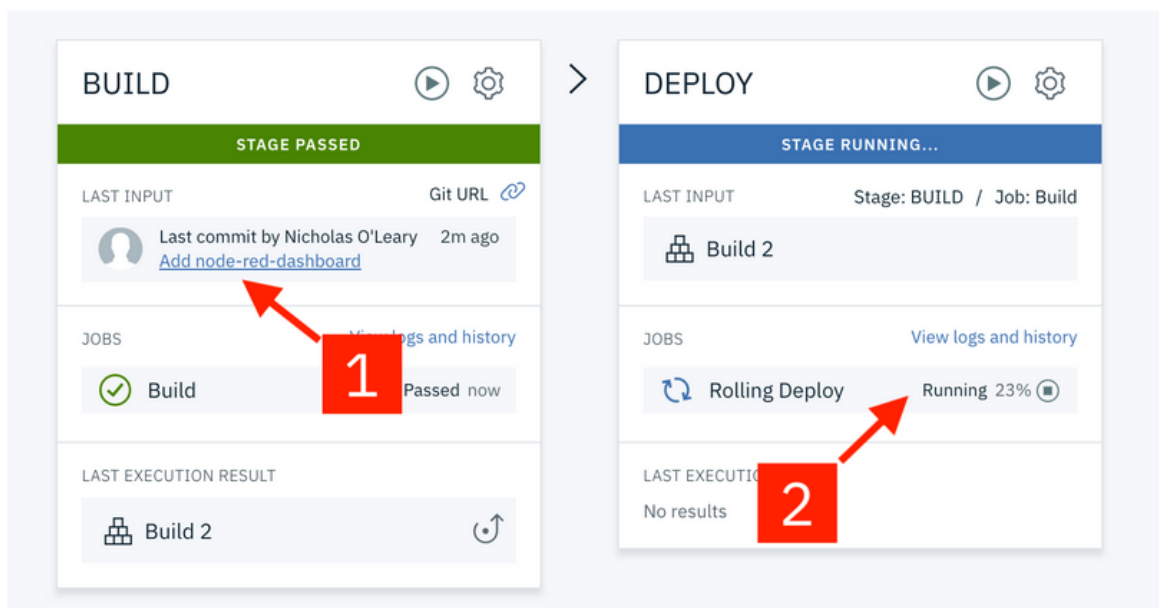 BUILD
STAGE PASSED
LAST INPUT Git URL
Last commit by Nicholas O'Leary 2m ago
Add node-red-dashboard
JOBS logs and history
Build Passed now
1
LAST EXECUTION RESULT
Build 2
>
DEPLOY
STAGE RUNNING...
LAST INPUT Stage: BUILD / Job: Build
Build 2
JOBS View logs and history
Rolling Deploy Running 23%
LAST
No results
2